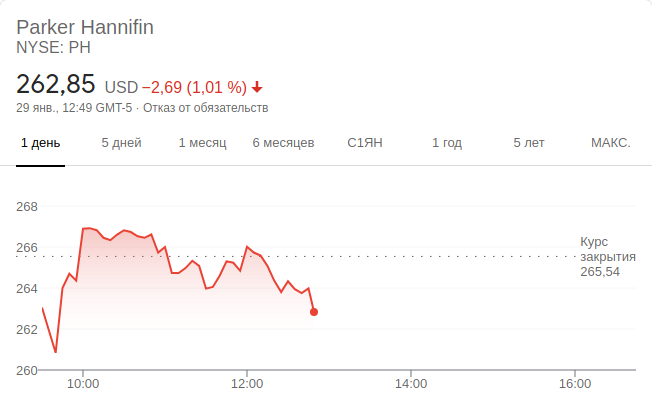 Parker Hannifin
NYSE: PH
262,85 USD −2,69 (1,01 %)
29 янв., 12:49 GMT-5 · Отказ от обязательств
1 день 5 дней 1 месяц 6 месяцев С1ЯН 1 год 5 лет МАКС.
268
266
264
262
260
Курс
закрытия
265,54
10:00 12:00 14:00 16:00